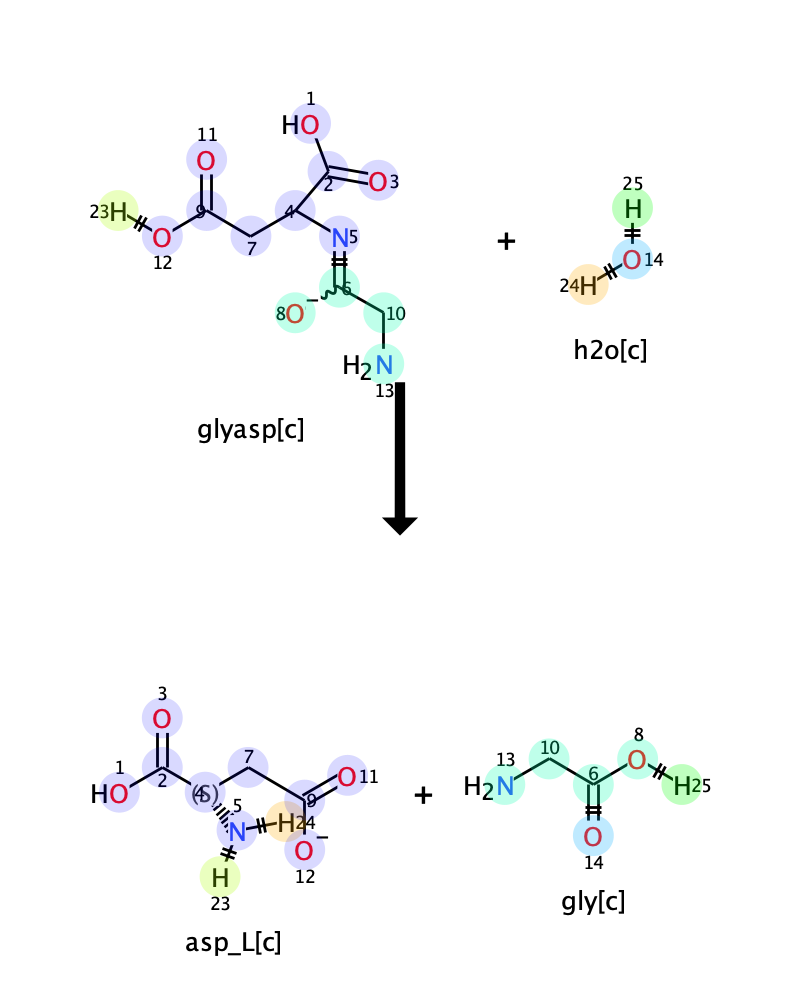 1
HO
11
O
2
O3
23H
9
4
O
12
7
N5
6
8O−
10
H2N
13
glyasp[c]
+
25
H
O14
24H
h2o[c]
3
O
1
HO
2
7
4
(S)
5
N
H24
9
O11
O−
12
H
23
asp_L[c]
+
13
H2N
10
6
8
O
H25
O
14
gly[c]